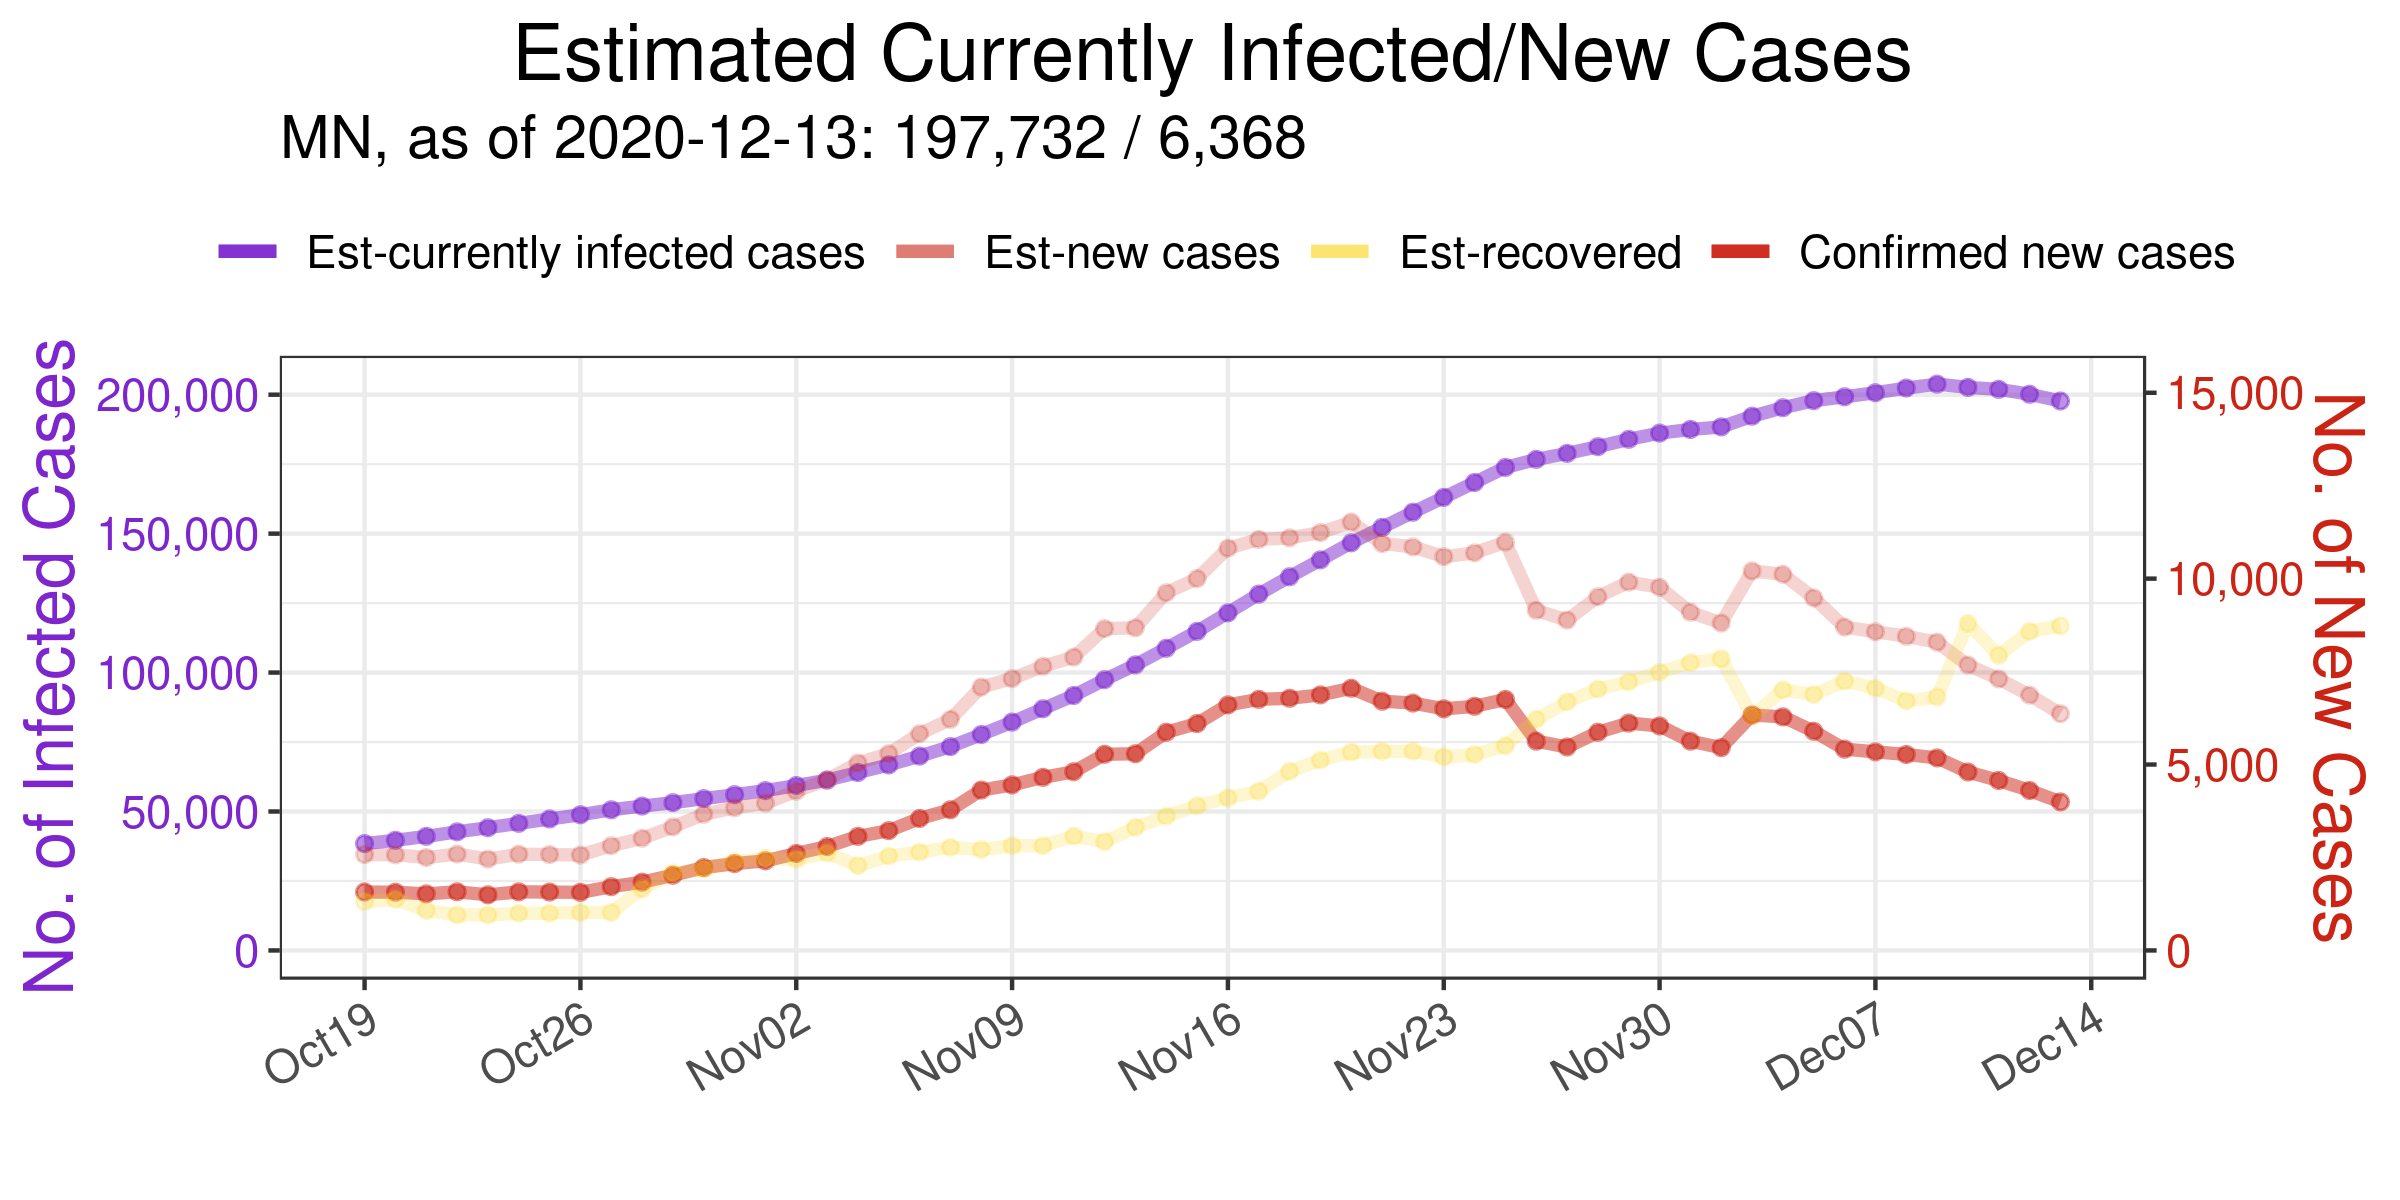 Estimated Currently Infected/New Cases
MN, as of 2020-12-13: 197,732 / 6,368
Est-currently infected cases Est-new cases Est-recovered Confirmed new cases
No. of Infected Cases
200,000
150,000
100,000
50,000
0
15,000
10,000
5,000
0
No. of New Cases
Oct19 Oct26 Nov02 Nov09 Nov16 Nov23 Nov30 Dec07 Dec14